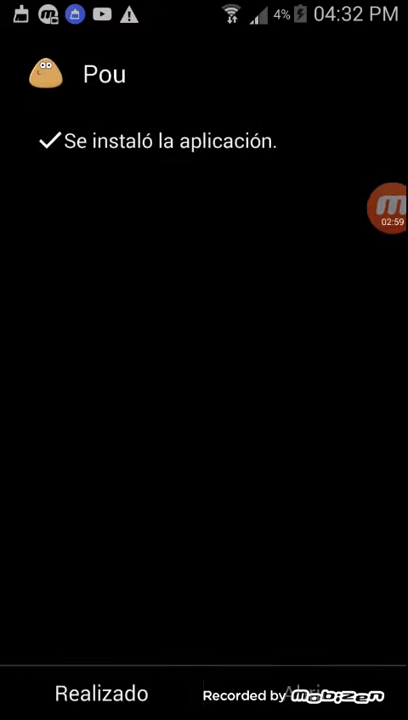 4% 04:32 PM
Pou
Se instaló la aplicación.
02:59
Realizado
Recorded by mobizen